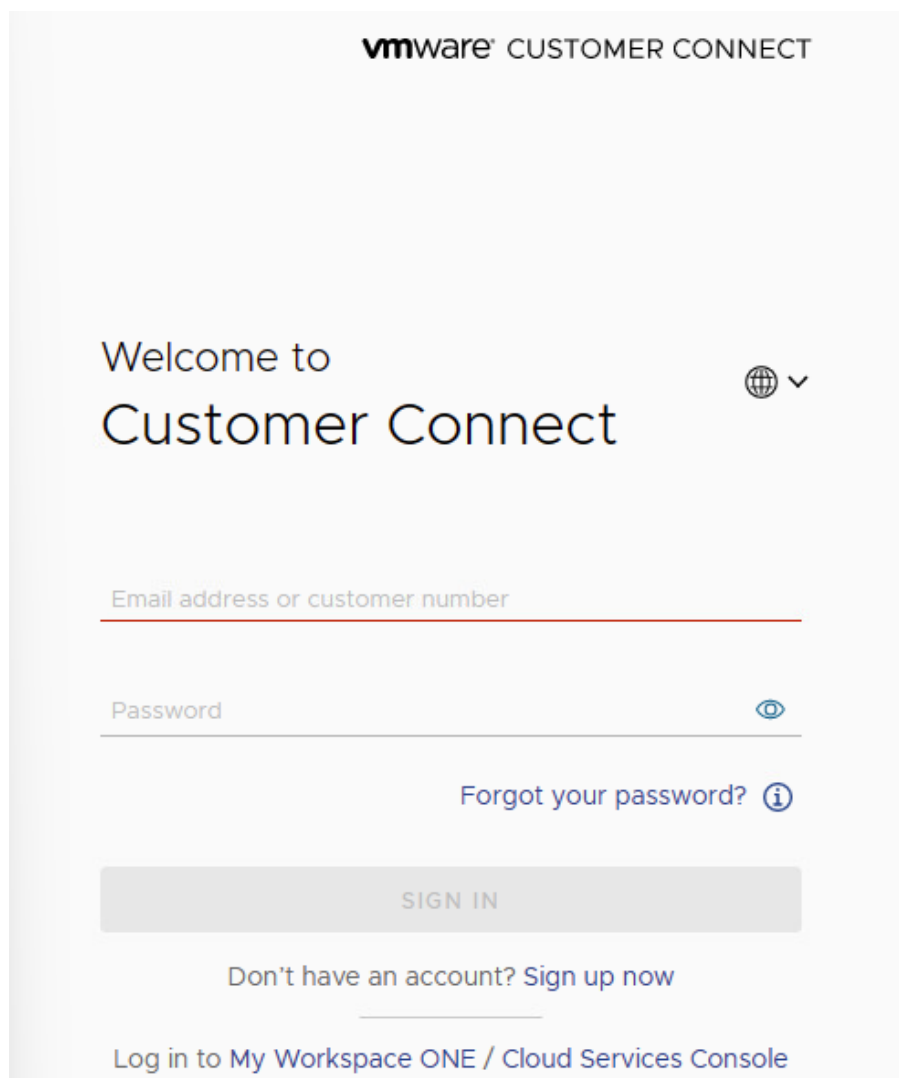 vmware® CUSTOMER CONNECT
Welcome to
Customer Connect
Email address or customer number
Password
Forgot your password?
SIGN IN
Don't have an account? Sign up now
Log in to My Workspace ONE / Cloud Services Console